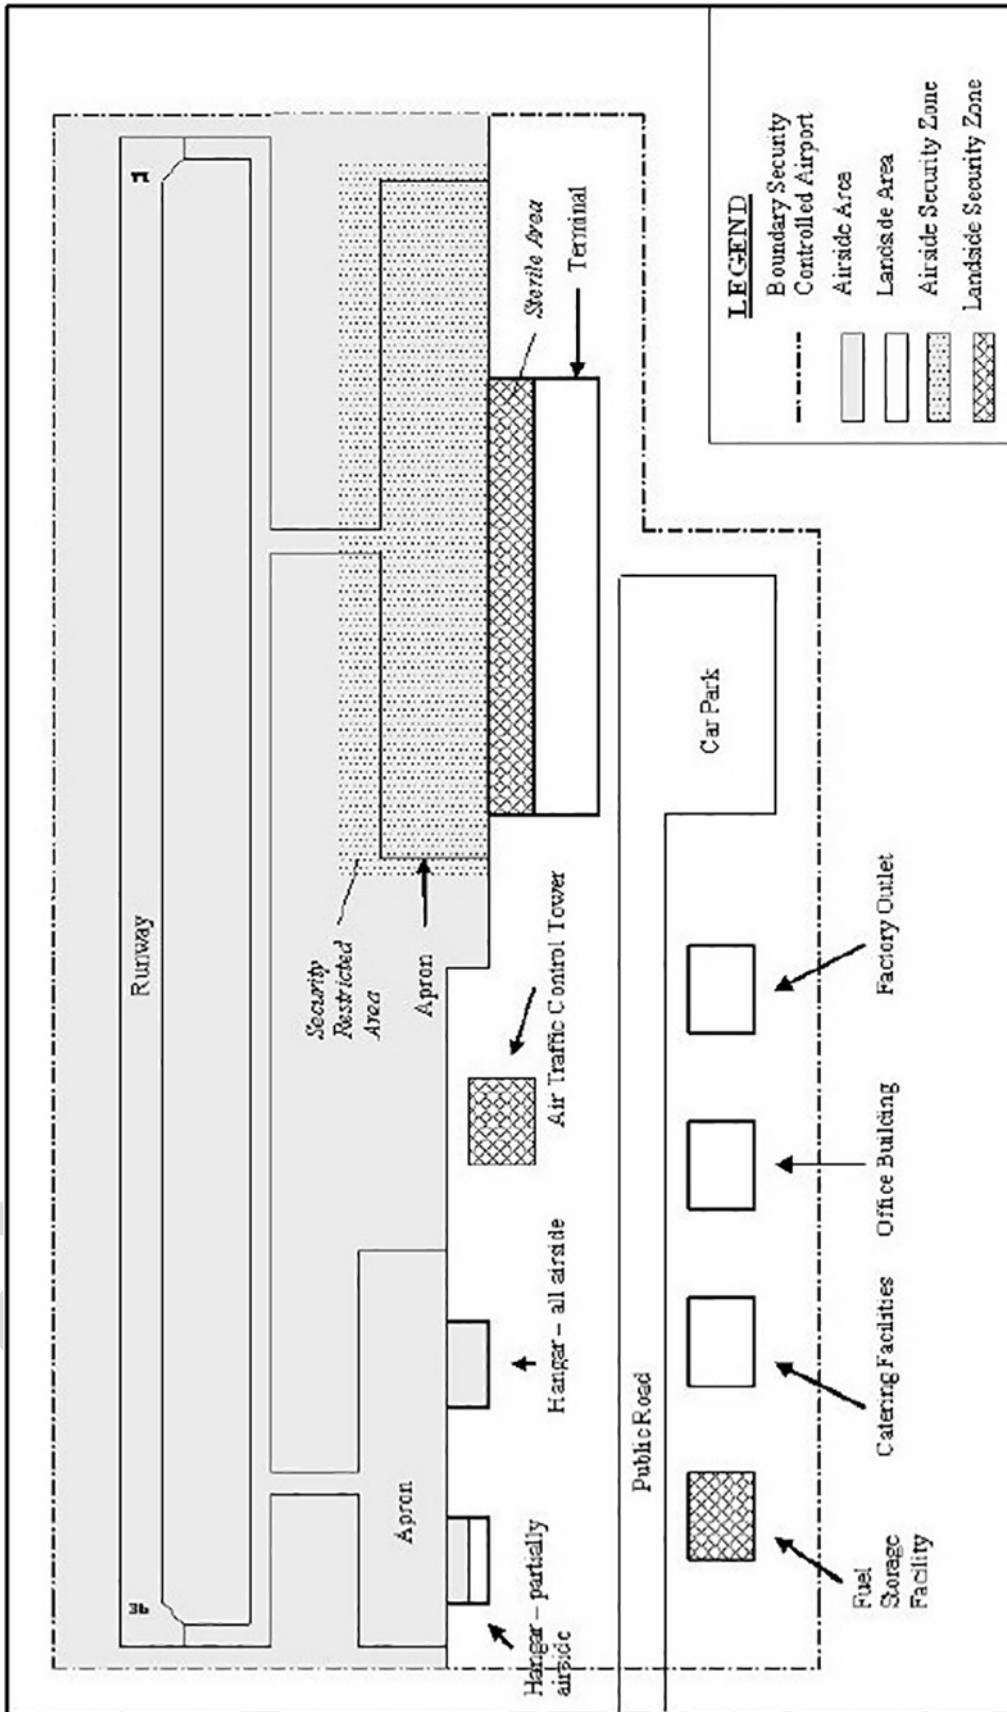 Runway
Security
Restricted
Area
Apron
Apron
Hangar – partially
airside
Hangar – all airside
Air Traffic Control Tower
Sterile Area
Terminal
Public Road
Car Park
Fuel
Storage
Facility
Catering Facilities
Office Building
Factory Outlet
LEGEND
Boundary Security
Controlled Airport
Airside Area
Landside Area
Airside Security Zone
Landside Security Zone